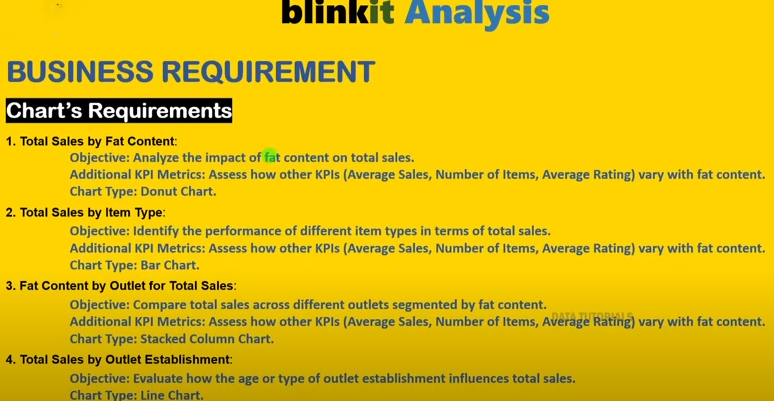 blinkit Analysis
BUSINESS REQUIREMENT
Chart's Requirements
1. Total Sales by Fat Content:
Objective: Analyze the impact of fat content on total sales.
Additional KPI Metrics: Assess how other KPIs (Average Sales, Number of Items, Average Rating) vary with fat content.
Chart Type: Donut Chart.
2. Total Sales by Item Type:
Objective: Identify the performance of different item types in terms of total sales.
Additional KPI Metrics: Assess how other KPIs (Average Sales, Number of Items, Average Rating) vary with fat content.
Chart Type: Bar Chart.
3. Fat Content by Outlet for Total Sales:
Objective: Compare total sales across different outlets segmented by fat content.
DATA TUTORIALS
Additional KPI Metrics: Assess how other KPIs (Average Sales, Number of Items, Average Rating) vary with fat content.
Chart Type: Stacked Column Chart.
4. Total Sales by Outlet Establishment:
Objective: Evaluate how the age or type of outlet establishment influences total sales.
Chart Type: Line Chart.